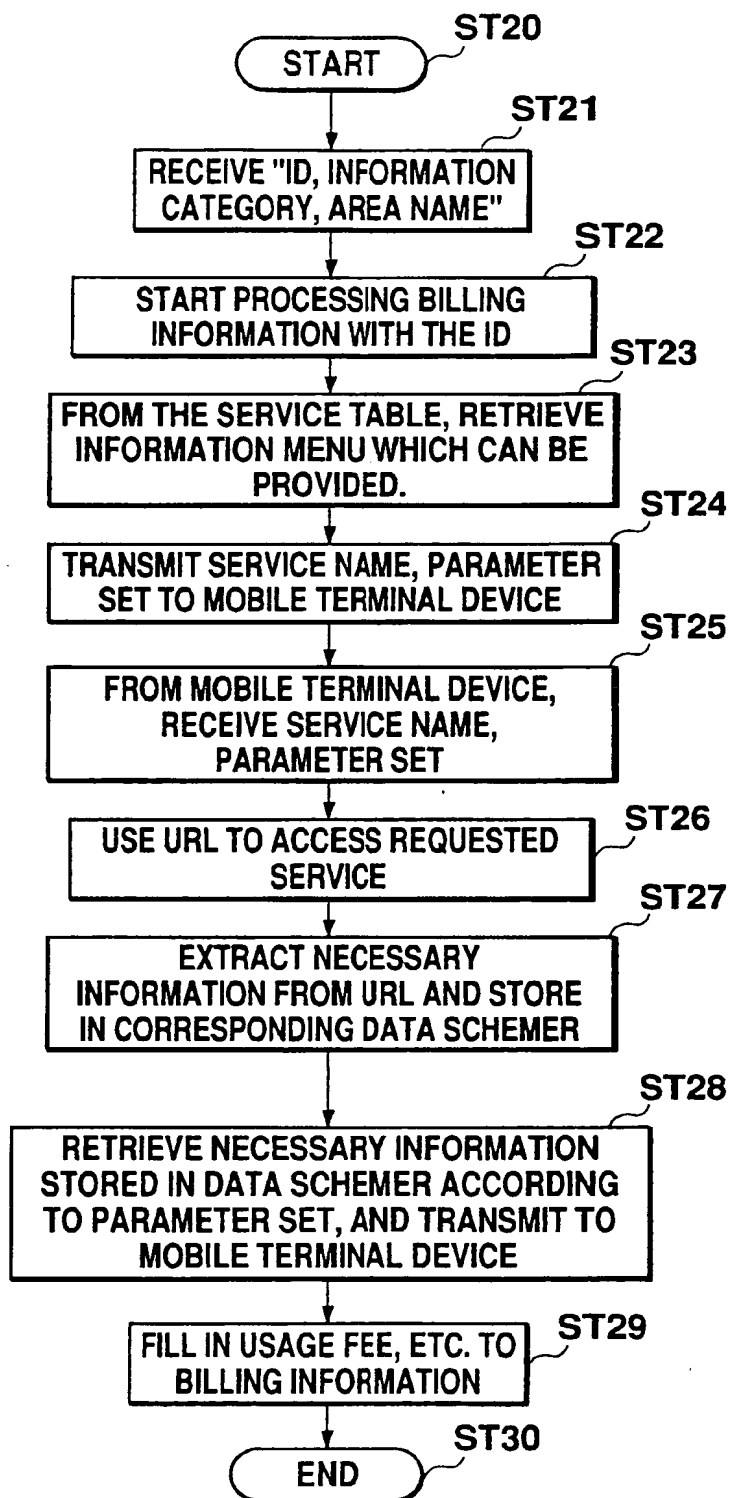 ST20
START
ST21
RECEIVE "ID, INFORMATION
CATEGORY, AREA NAME"
ST22
START PROCESSING BILLING
INFORMATION WITH THE ID
ST23
FROM THE SERVICE TABLE, RETRIEVE
INFORMATION MENU WHICH CAN BE
PROVIDED.
ST24
TRANSMIT SERVICE NAME, PARAMETER
SET TO MOBILE TERMINAL DEVICE
ST25
FROM MOBILE TERMINAL DEVICE,
RECEIVE SERVICE NAME,
PARAMETER SET
ST26
USE URL TO ACCESS REQUESTED
SERVICE
ST27
EXTRACT NECESSARY
INFORMATION FROM URL AND STORE
IN CORRESPONDING DATA SCHEMER
ST28
RETRIEVE NECESSARY INFORMATION
STORED IN DATA SCHEMER ACCORDING
TO PARAMETER SET, AND TRANSMIT TO
MOBILE TERMINAL DEVICE
ST29
FILL IN USAGE FEE, ETC. TO
BILLING INFORMATION
ST30
END